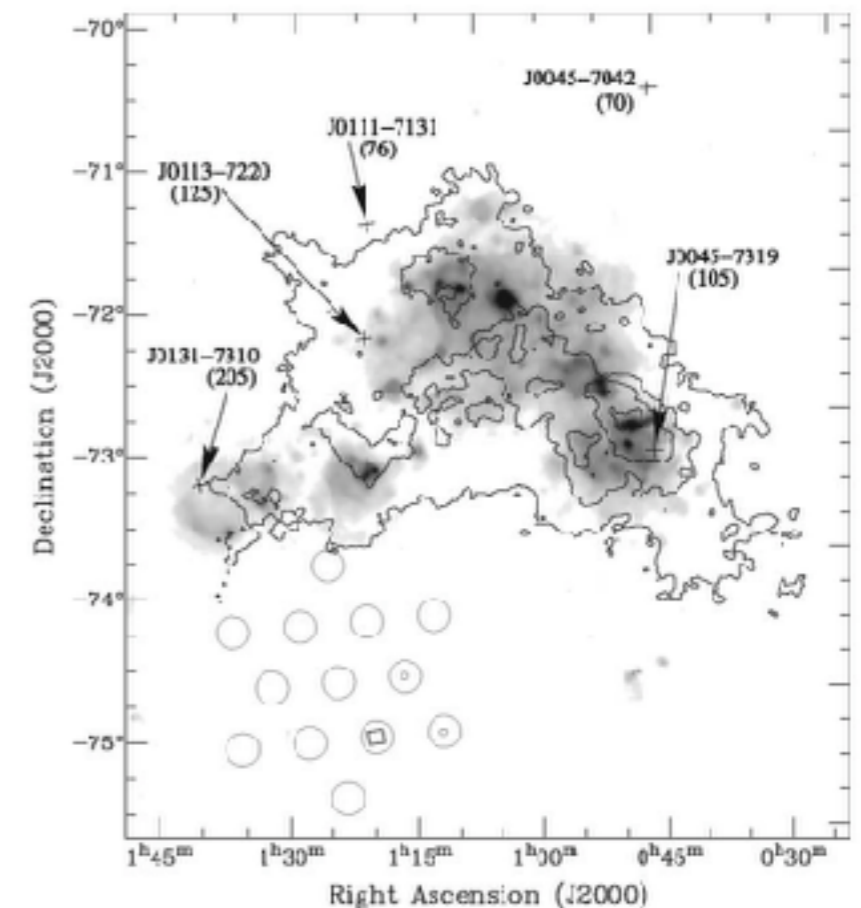 -70°
J0045-7042
(70)
J0111-7131
(76)
-71°
J0113-7220
(125)
J0045-7319
(105)
-72°
J0131-7310
(205)
-73°
-74°
-75°
Declination (J2000)
1h45m 1h30m 1h15m 1h00m 0h45m 0h30m
Right Ascension (J2000)